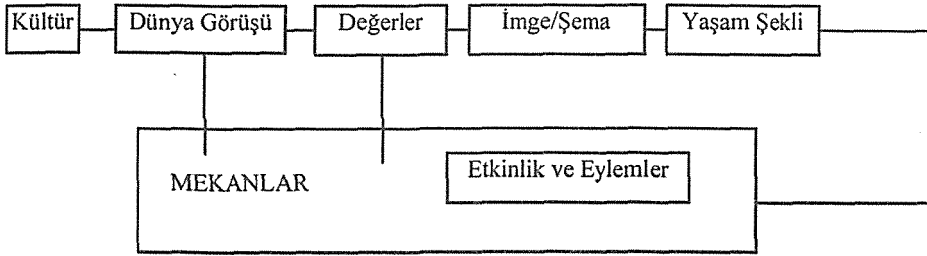 Kültür
Dünya Görüşü
Değerler
İmge/Şema
Yaşam Şekli
Etkinlik ve Eylemler
MEKANLAR